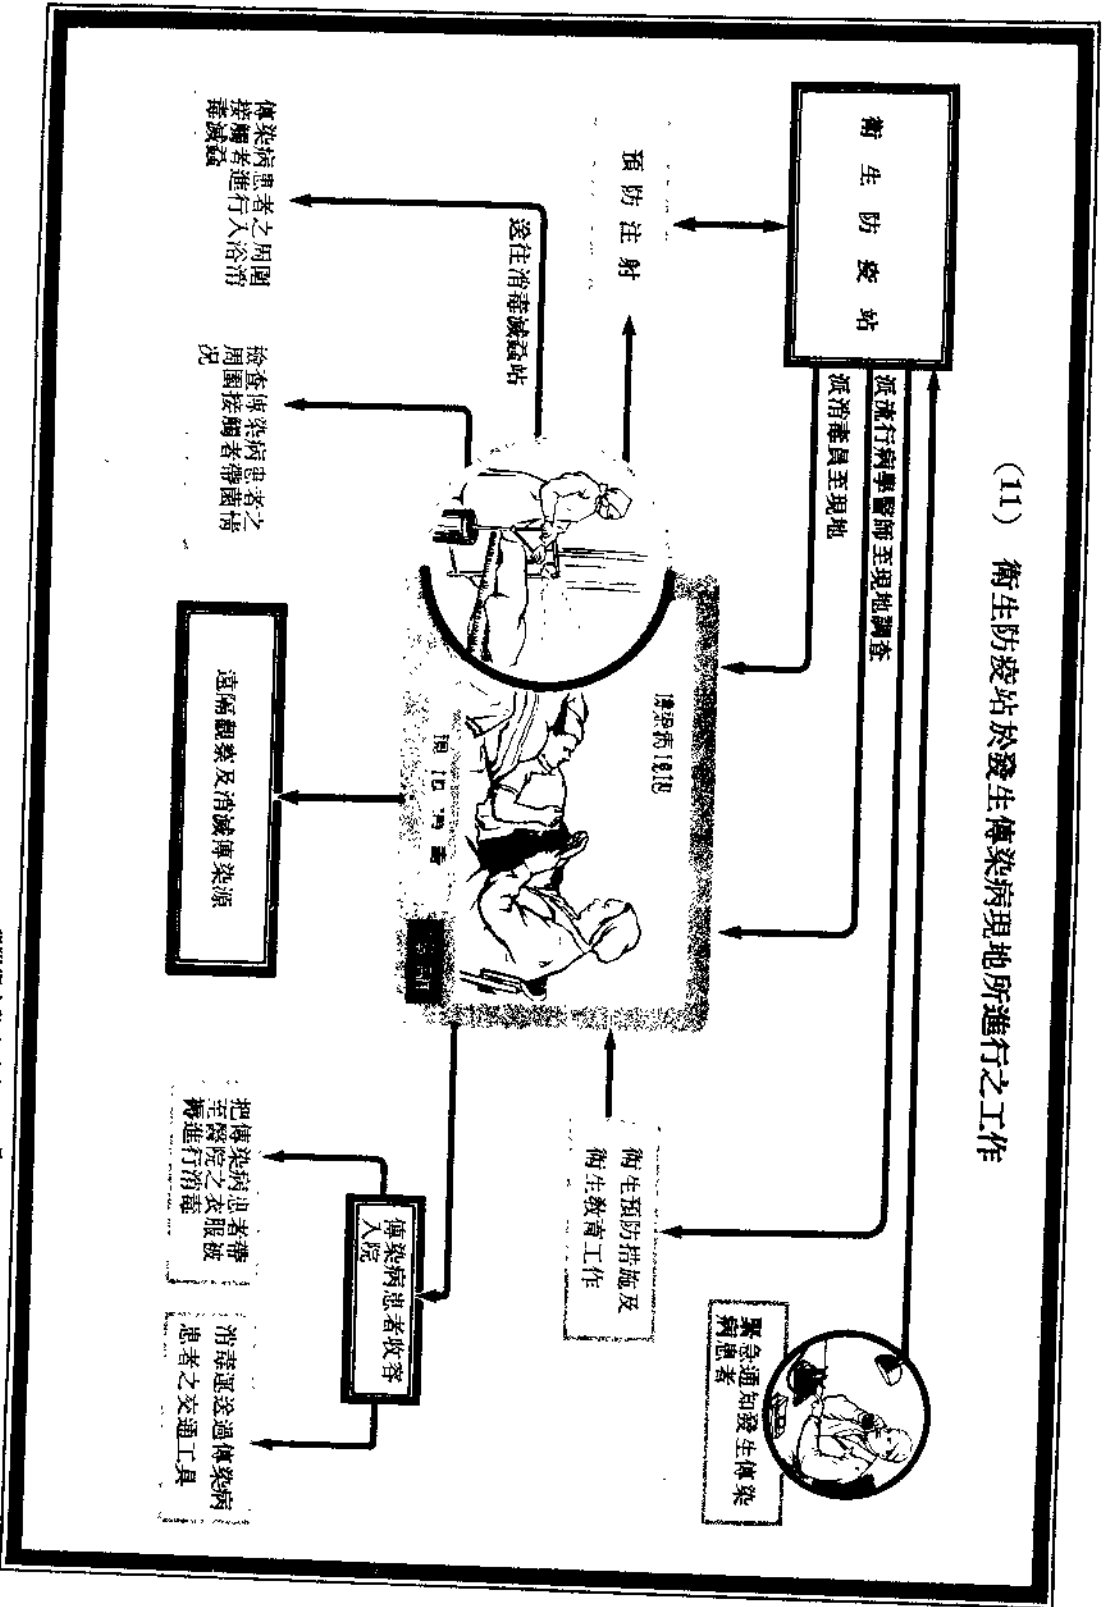 (11) 衛生防疫站於發生傳染病現地所進行之工作
衛生防疫站
派流行病學醫師至現地調查
派消毒員至現地
緊急通知發生傳染
病患者
預防注射
送往消毒滅蝨站
衛生預防措施及
衛生教育工作
現地消毒
傳染病患者之周圍
接觸者進行入浴消
毒滅蝨
檢查傳染病患者之
周圍接觸者帶菌情
況
遠隔觀察及消滅傳染源
傳染病患者收容
入院
把傳染病患者帶
至醫院之衣服被
褥進行消毒
消毒運送過傳染病
患者之交通工具